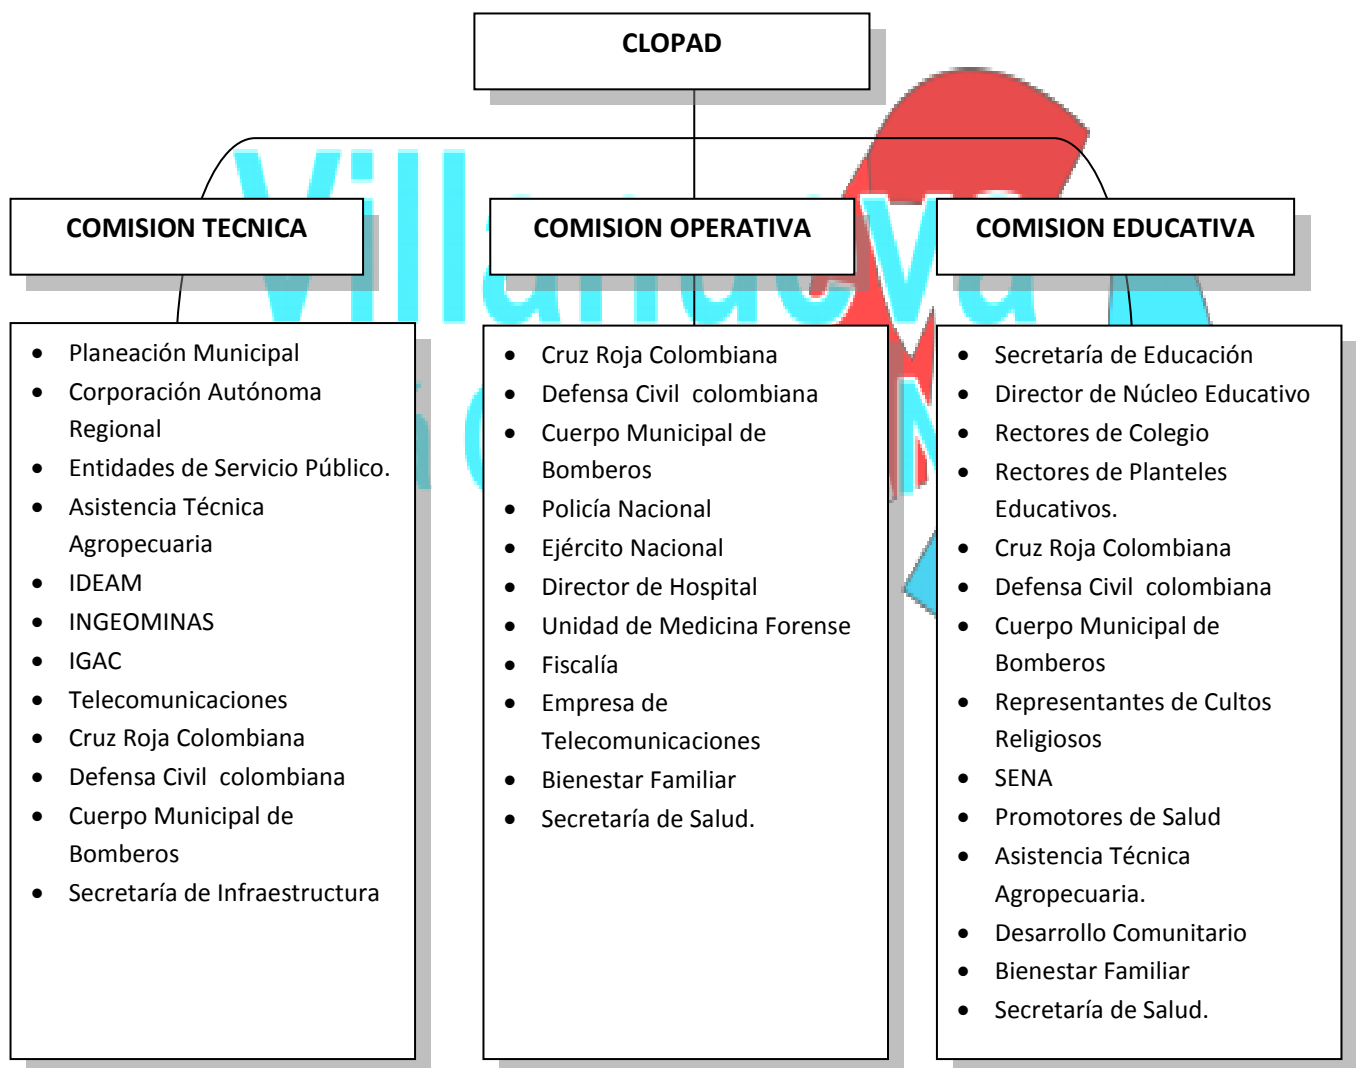 CLOPAD
COMISION TECNICA
COMISION OPERATIVA
COMISION EDUCATIVA
• Planeación Municipal
• Corporación Autónoma
Regional
• Entidades de Servicio Público.
• Asistencia Técnica
Agropecuaria
• IDEAM
• INGEOMINAS
• IGAC
• Telecomunicaciones
• Cruz Roja Colombiana
• Defensa Civil  colombiana
• Cuerpo Municipal de
Bomberos
• Secretaría de Infraestructura
• Cruz Roja Colombiana
• Defensa Civil  colombiana
• Cuerpo Municipal de
Bomberos
• Policía Nacional
• Ejército Nacional
• Director de Hospital
• Unidad de Medicina Forense
• Fiscalía
• Empresa de
Telecomunicaciones
• Bienestar Familiar
• Secretaría de Salud.
• Secretaría de Educación
• Director de Núcleo Educativo
• Rectores de Colegio
• Rectores de Planteles
Educativos.
• Cruz Roja Colombiana
• Defensa Civil  colombiana
• Cuerpo Municipal de
Bomberos
• Representantes de Cultos
Religiosos
• SENA
• Promotores de Salud
• Asistencia Técnica
Agropecuaria.
• Desarrollo Comunitario
• Bienestar Familiar
• Secretaría de Salud.
Villanueva